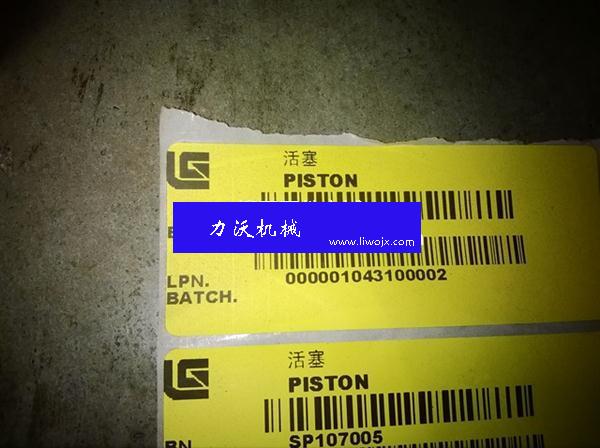 活塞
PISTON
力沃机械
www.liwojx.com
000001043100002
LPN.
BATCH.
活塞
PISTON
SP107005